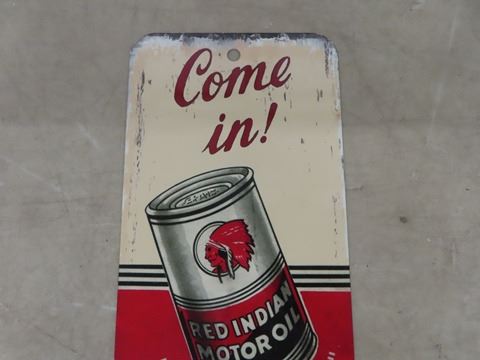 Come
in!
RED INDIAN
MOTOR OIL